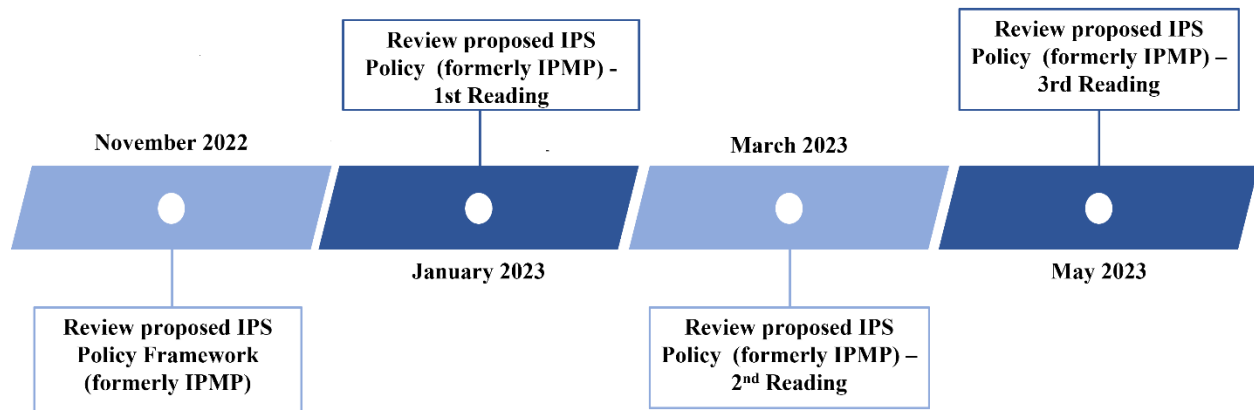 November 2022
Review proposed IPS
Policy Framework
(formerly IPMP)
Review proposed IPS
Policy (formerly IPMP) -
1st Reading
January 2023
March 2023
Review proposed IPS
Policy (formerly IPMP) –
2nd Reading
Review proposed IPS
Policy (formerly IPMP) –
3rd Reading
May 2023